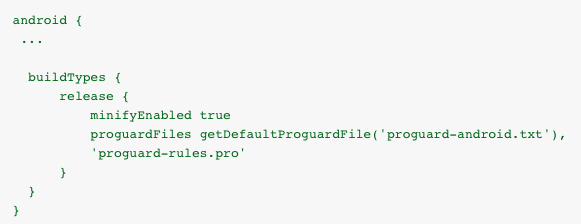 android {
...
buildTypes {
release {
minifyEnabled true
proguardFiles getDefaultProguardFile('proguard-android.txt'),
'proguard-rules.pro'
}
}
}